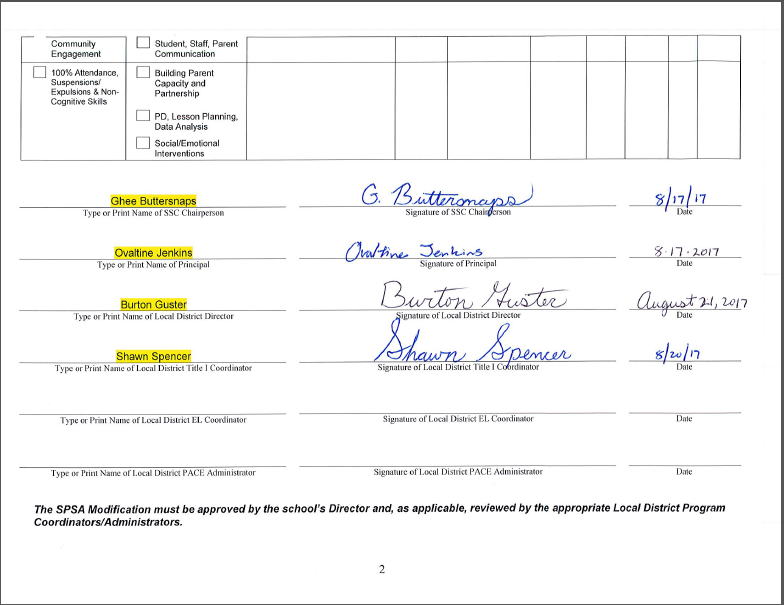 Community
Engagement
Student, Staff, Parent
Communication
100% Attendance,
Suspensions/
Expulsions & Non-
Cognitive Skills
Building Parent
Capacity and
Partnership
PD, Lesson Planning,
Data Analysis
Social/Emotional
Interventions
Ghee Buttersnaps G. Buttersnaps 8/17/17
Type or Print Name of SSC Chairperson Signature of SSC Chairperson Date
Ovaltine Jenkins Ovaltine Jenkins 8-17-2017
Type or Print Name of Principal Signature of Principal Date
Burton Guster Burton Guster August 21, 2017
Type or Print Name of Local District Director Signature of Local District Director Date
Shawn Spencer Shawn Spencer 8/20/17
Type or Print Name of Local District Title I Coordinator Signature of Local District Title I Coordinator Date
Type or Print Name of Local District EL Coordinator Signature of Local District EL Coordinator Date
Type or Print Name of Local District PACE Administrator Signature of Local District PACE Administrator Date
The SPSA Modification must be approved by the school's Director and, as applicable, reviewed by the appropriate Local District Program
Coordinators/Administrators.
2